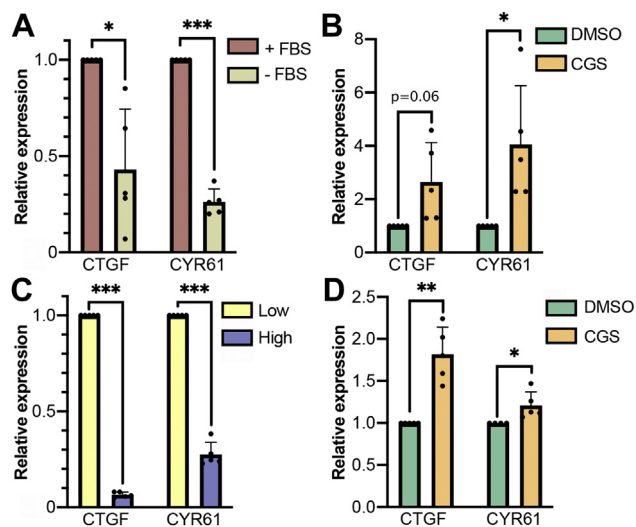 A
Relative expression
1.0
0.5
0
*
***
+ FBS
- FBS
CTGF
CYR61
B
Relative expression
8
6
4
2
0
p=0.06
*
DMSO
CGS
CTGF
CYR61
C
Relative expression
1.0
0.5
0
***
***
Low
High
CTGF
CYR61
D
Relative expression
2.5
2.0
1.5
1.0
0.5
0.0
**
*
DMSO
CGS
CTGF
CYR61